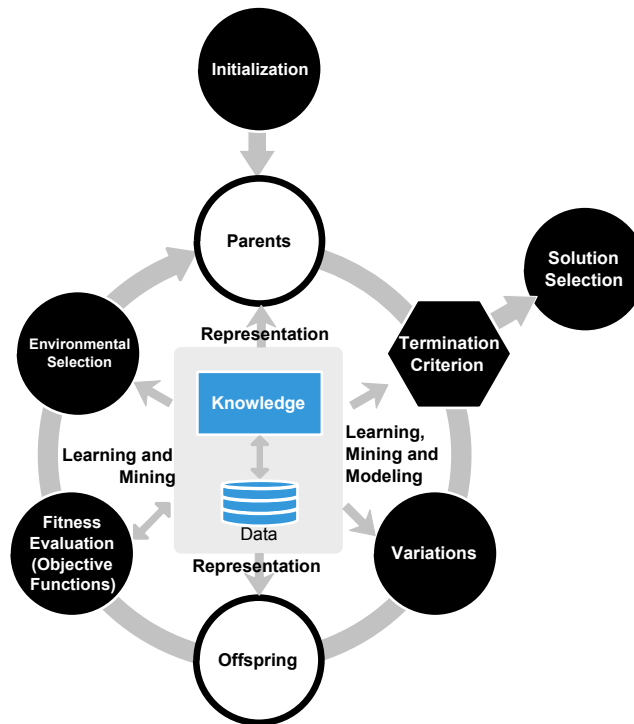 Initialization
Parents
Solution
Selection
Environmental
Selection
Representation
Termination
Criterion
Knowledge
Learning and
Mining
Learning,
Mining and
Modeling
Fitness
Evaluation
(Objective
Functions)
Data
Variations
Representation
Offspring